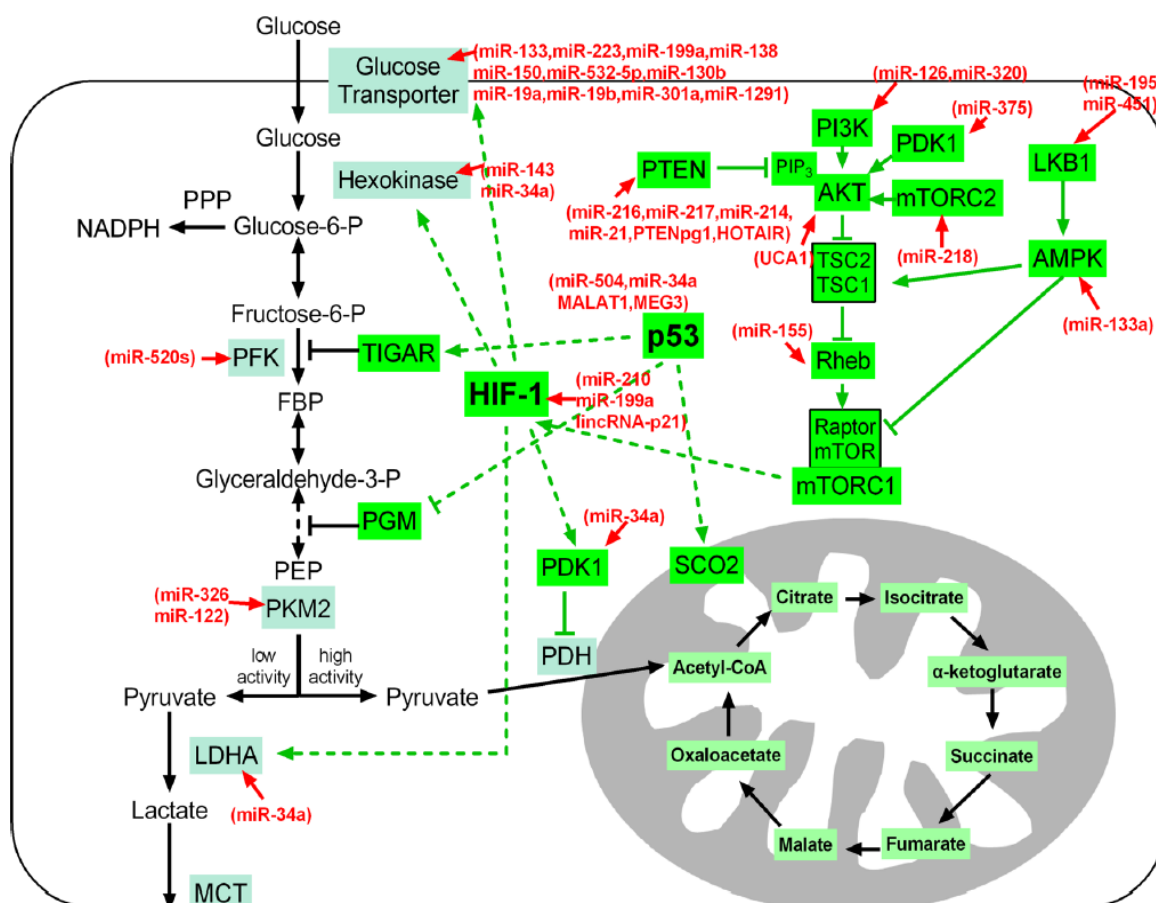 Glucose
Glucose
Transporter
(miR-133,miR-223,miR-199a,miR-138
miR-150,miR-532-5p,miR-130b
miR-19a,miR-19b,miR-301a,miR-1291)
Glucose
Hexokinase
(miR-143
miR-34a)
PPP
NADPH
Glucose-6-P
Fructose-6-P
(miR-520s)
PFK
TIGAR
FBP
Glyceraldehyde-3-P
PGM
PEP
(miR-326
miR-122)
PKM2
low
activity
high
activity
Pyruvate
Pyruvate
LDHA
(miR-34a)
Lactate
MCT
(miR-126,miR-320)
PI3K
(miR-375)
PDK1
(miR-195
miR-451)
LKB1
PTEN
PIP3
AKT
mTORC2
(miR-216,miR-217,miR-214,
miR-21,PTENpg1,HOTAIR)
(UCA1)
(miR-218)
TSC2
TSC1
AMPK
(miR-133a)
(miR-504,miR-34a
MALAT1,MEG3)
p53
(miR-155)
Rheb
HIF-1
(miR-210
miR-199a
lincRNA-p21)
Raptor
mTOR
mTORC1
(miR-34a)
PDK1
SCO2
PDH
Citrate
Isocitrate
Acetyl-CoA
α-ketoglutarate
Oxaloacetate
Succinate
Malate
Fumarate